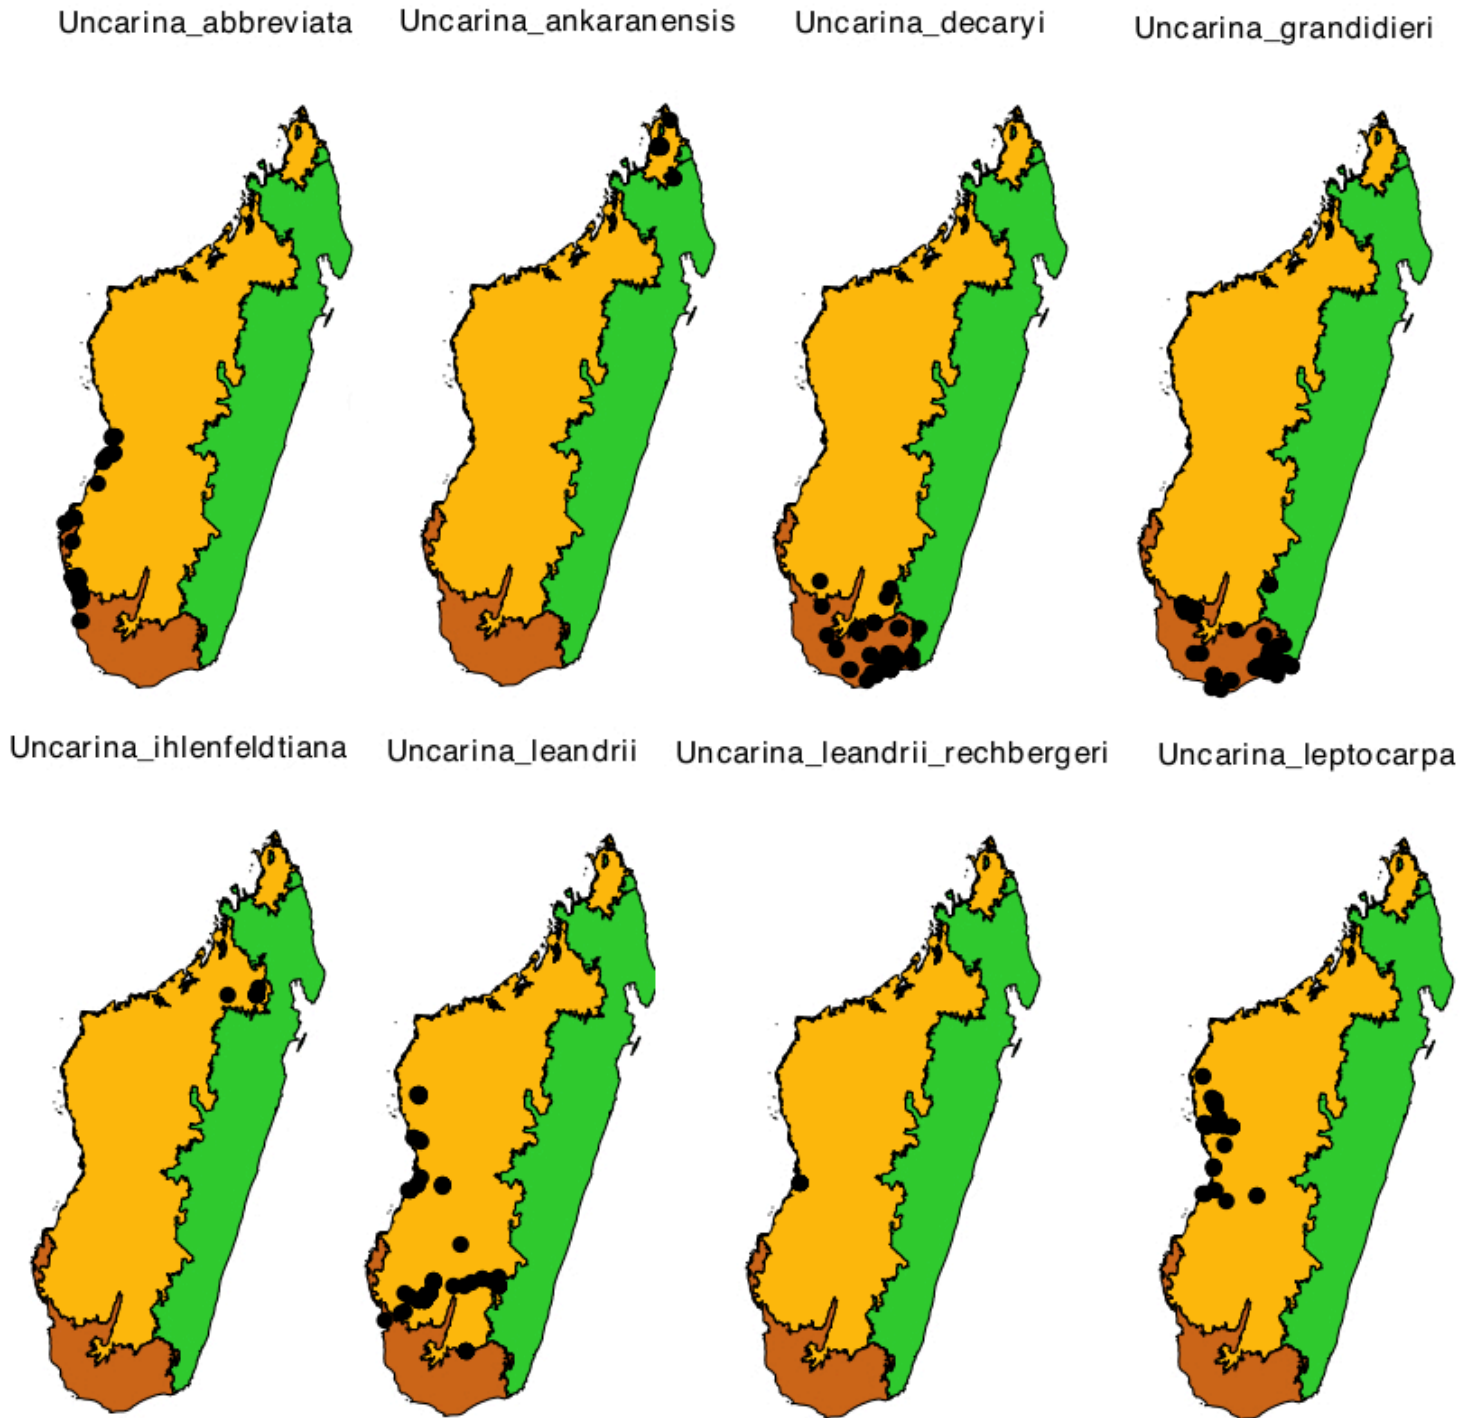 Uncarina_abbreviata
Uncarina_ankaranensis
Uncarina_decaryi
Uncarina_grandidieri
Uncarina_ihlenfeldtiana
Uncarina_leandrii
Uncarina_leandrii_rechbergeri
Uncarina_leptocarpa